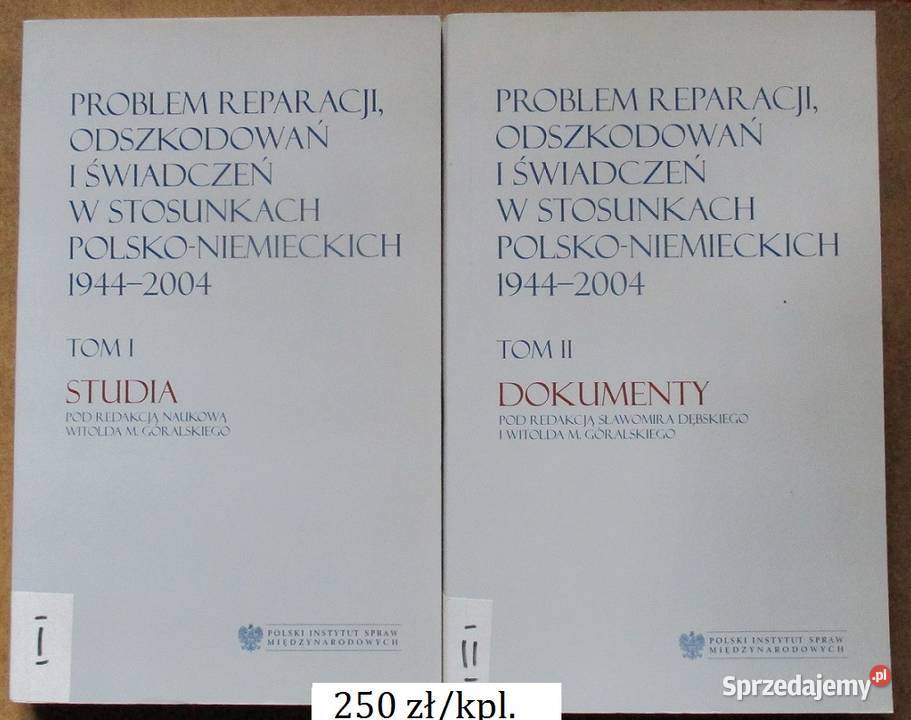 PROBLEM REPARACJI,
ODSZKODOWAŃ
I ŚWIADCZEŃ
W STOSUNKACH
POLSKO-NIEMIECKICH
1944–2004
TOM I
STUDIA
POD REDAKCJĄ NAUKOWĄ
WITOLDA M. GÓRALSKIEGO
I
POLSKI INSTYTUT SPRAW
MIĘDZYNARODOWYCH
PROBLEM REPARACJI,
ODSZKODOWAŃ
I ŚWIADCZEŃ
W STOSUNKACH
POLSKO-NIEMIECKICH
1944–2004
TOM II
DOKUMENTY
POD REDAKCJĄ SŁAWOMIRA DĘBSKIEGO
I WITOLDA M. GÓRALSKIEGO
II
POLSKI INSTYTUT SPRAW
MIĘDZYNARODOWYCH
250 zł/kpl.
Sprzedajemy.pl